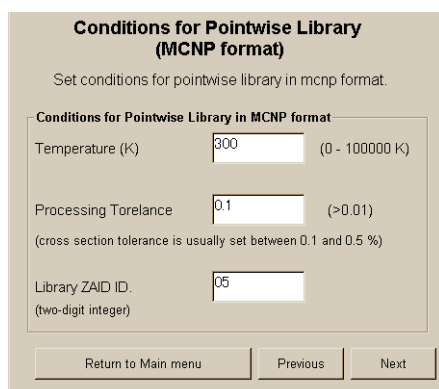 Conditions for Pointwise Library
(MCNP format)
Set conditions for pointwise library in mcnp format.
Conditions for Pointwise Library in MCNP format
Temperature (K) 300 (0 - 100000 K)
Processing Torelance 0.1 (>0.01)
(cross section tolerance is usually set between 0.1 and 0.5 %)
Library ZAID ID. 05
(two-digit integer)
Return to Main menu Previous Next